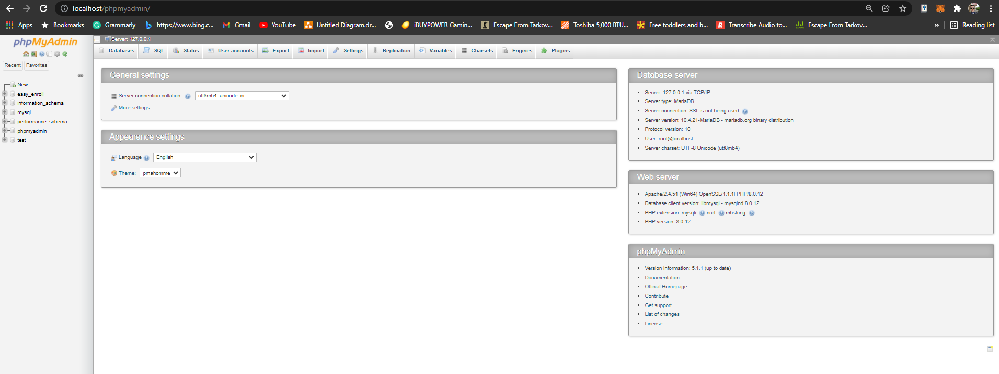 localhost/phpmyadmin/
Apps Bookmarks Grammarly https://www.bing.c... Gmail YouTube Untitled Diagram.dr... iBUYPOWER Gamin... Escape From Tarkov... Toshiba 5,000 BTU... Free toddlers and b... Transcribe Audio to... Escape From Tarkov... » Reading list
phpMyAdmin
Recent Favorites
New
easy_enroll
information_schema
mysql
performance_schema
phpmyadmin
test
Server: 127.0.0.1
Databases SQL Status User accounts Export Import Settings Replication Variables Charsets Engines Plugins
General settings
Server connection collation: utf8mb4_unicode_ci
More settings
Appearance settings
Language English
Theme: pmahomme
Database server
• Server: 127.0.0.1 via TCP/IP
• Server type: MariaDB
• Server connection: SSL is not being used
• Server version: 10.4.21-MariaDB - mariadb.org binary distribution
• Protocol version: 10
• User: root@localhost
• Server charset: UTF-8 Unicode (utf8mb4)
Web server
• Apache/2.4.51 (Win64) OpenSSL/1.1.1l PHP/8.0.12
• Database client version: libmysql - mysqlnd 8.0.12
• PHP extension: mysqli curl mbstring
• PHP version: 8.0.12
phpMyAdmin
• Version information: 5.1.1 (up to date)
• Documentation
• Official Homepage
• Contribute
• Get support
• List of changes
• License